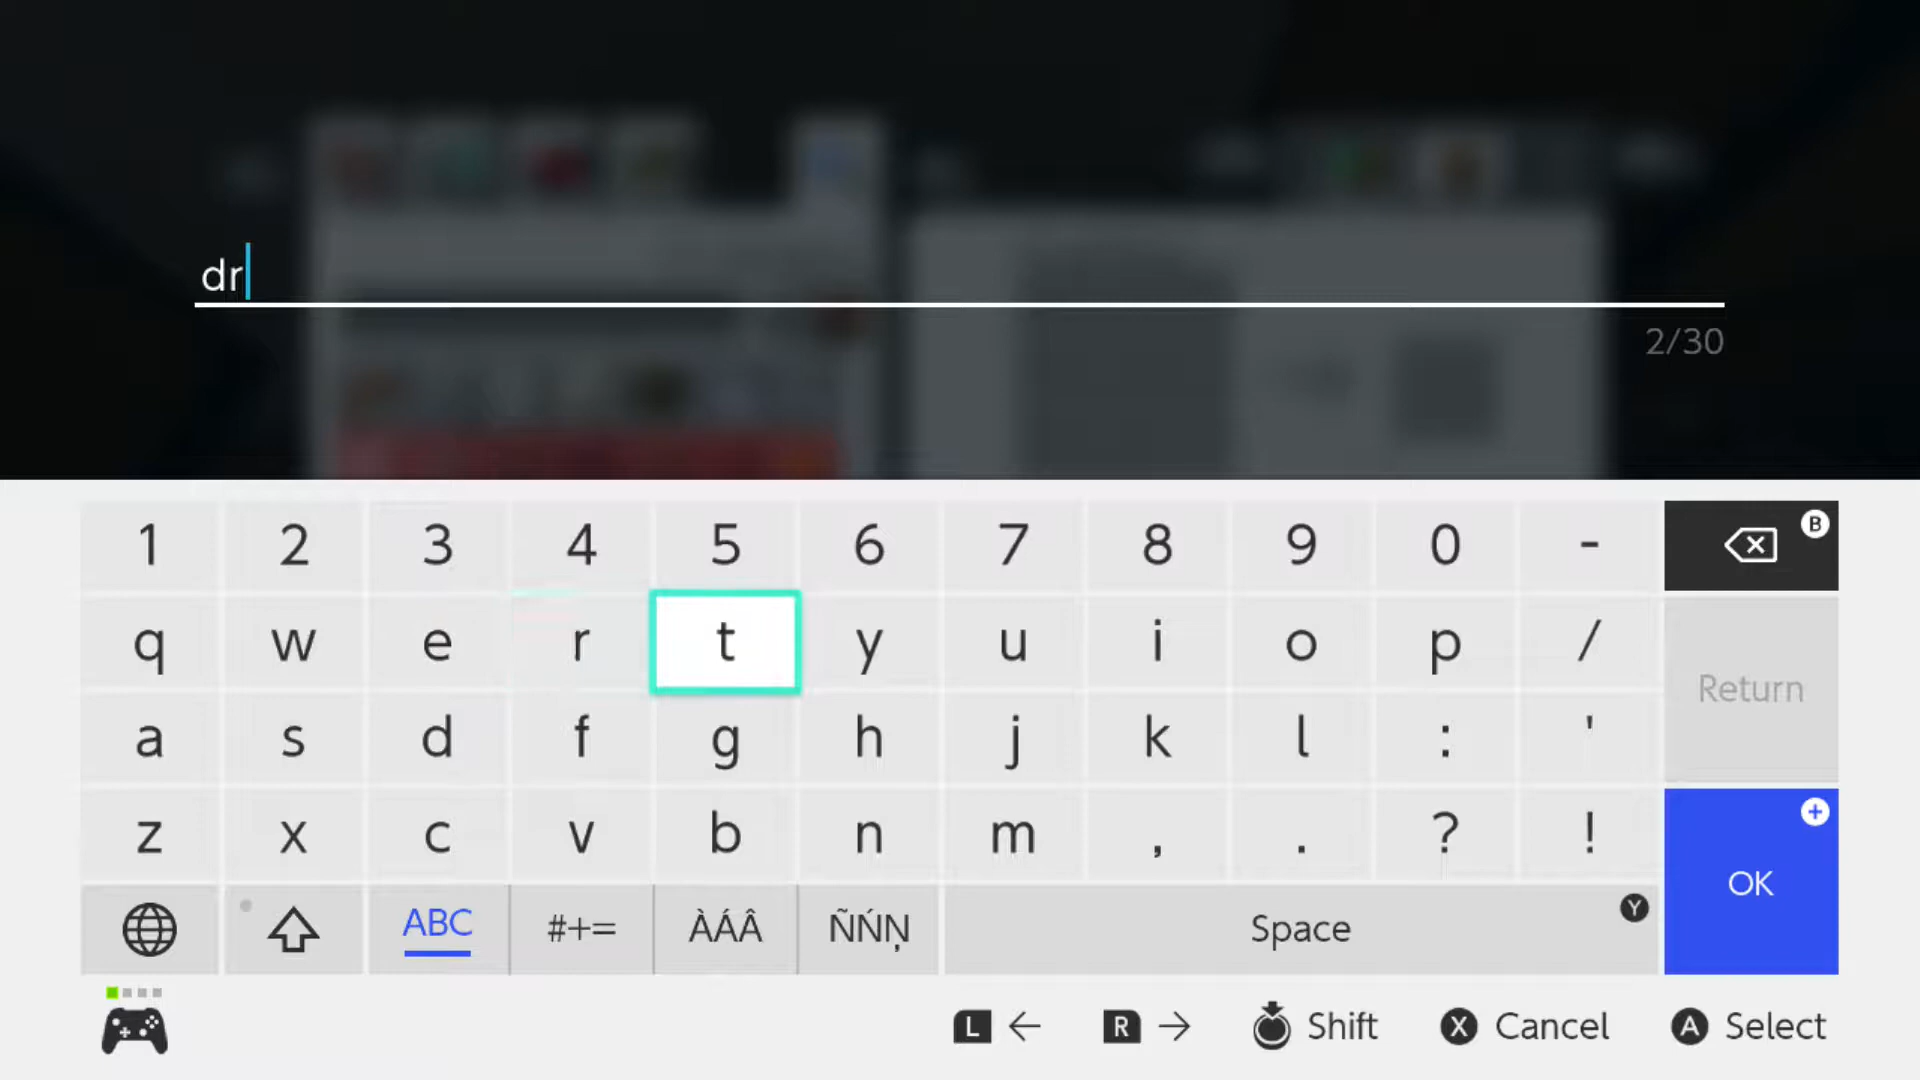 dr
2/30
1 2 3 4 5 6 7 8 9 0 - B
q w e r t y u i o p /
Return
a s d f g h j k l : '
z x c v b n m , . ? !
OK
ABC #+= ÀÁÂ ÑŃŅ Space Y
L ← R → Shift X Cancel A Select